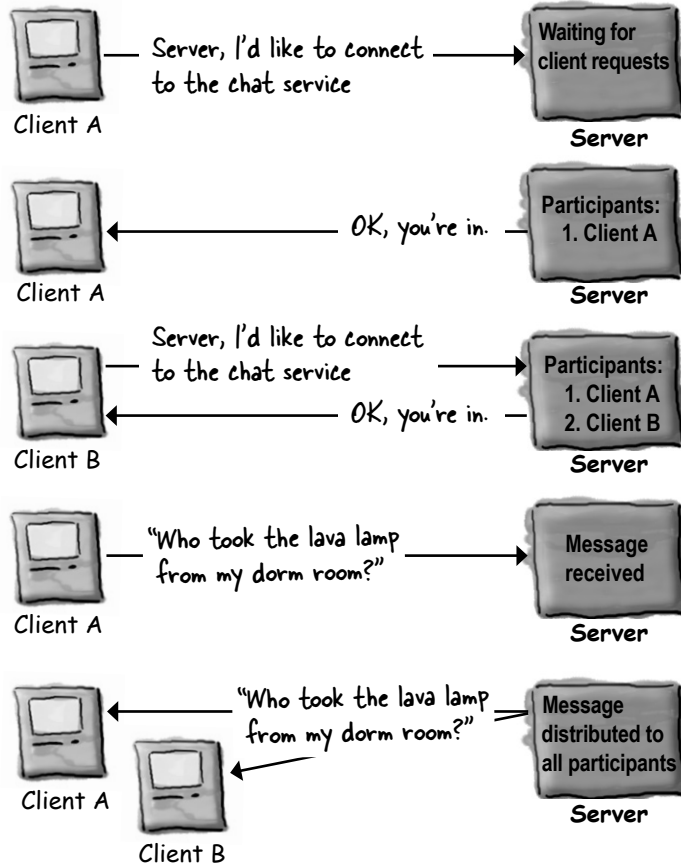 Server, I'd like to connect
to the chat service
Waiting for
client requests
Client A
Server
OK, you're in.
Participants:
1. Client A
Client A
Server
Server, I'd like to connect
to the chat service
OK, you're in.
Participants:
1. Client A
2. Client B
Client B
Server
“Who took the lava lamp
from my dorm room?”
Message
received
Client A
Server
“Who took the lava lamp
from my dorm room?”
Message
distributed to
all participants
Client A
Server
Client B